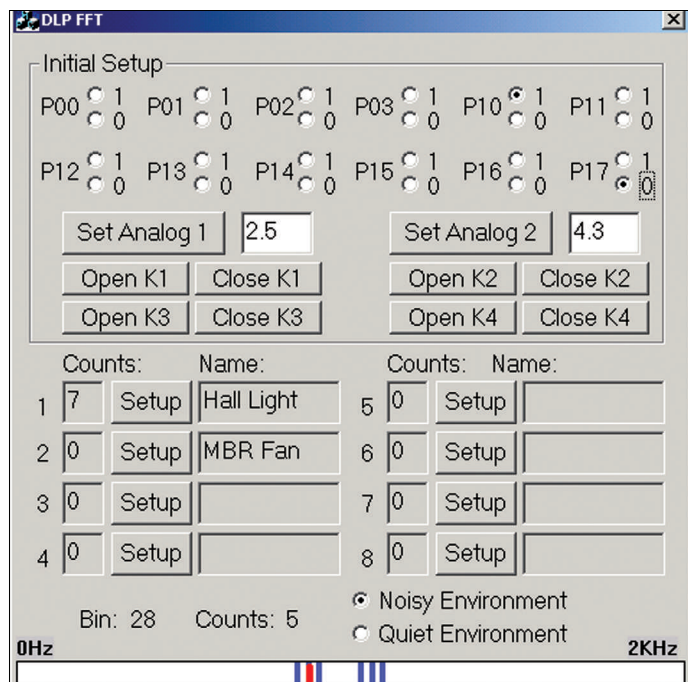 DLP FFT
Initial Setup
P00 1 0 P01 1 0 P02 1 0 P03 1 0 P10 1 0 P11 1 0
P12 1 0 P13 1 0 P14 1 0 P15 1 0 P16 1 0 P17 1 0
Set Analog 1 2.5 Set Analog 2 4.3
Open K1 Close K1 Open K2 Close K2
Open K3 Close K3 Open K4 Close K4
Counts: Name: Counts: Name:
1 7 Setup Hall Light 5 0 Setup
2 0 Setup MBR Fan 6 0 Setup
3 0 Setup 7 0 Setup
4 0 Setup 8 0 Setup
Bin: 28 Counts: 5 Noisy Environment
Quiet Environment
0Hz 2KHz